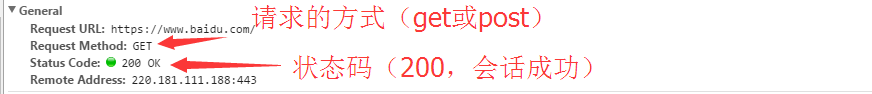 ▼ General
Request URL: https://www.baidu.com/
请求的方式（get或post）
Request Method: GET
Status Code: 200 OK
状态码（200，会话成功）
Remote Address: 220.181.111.188:443